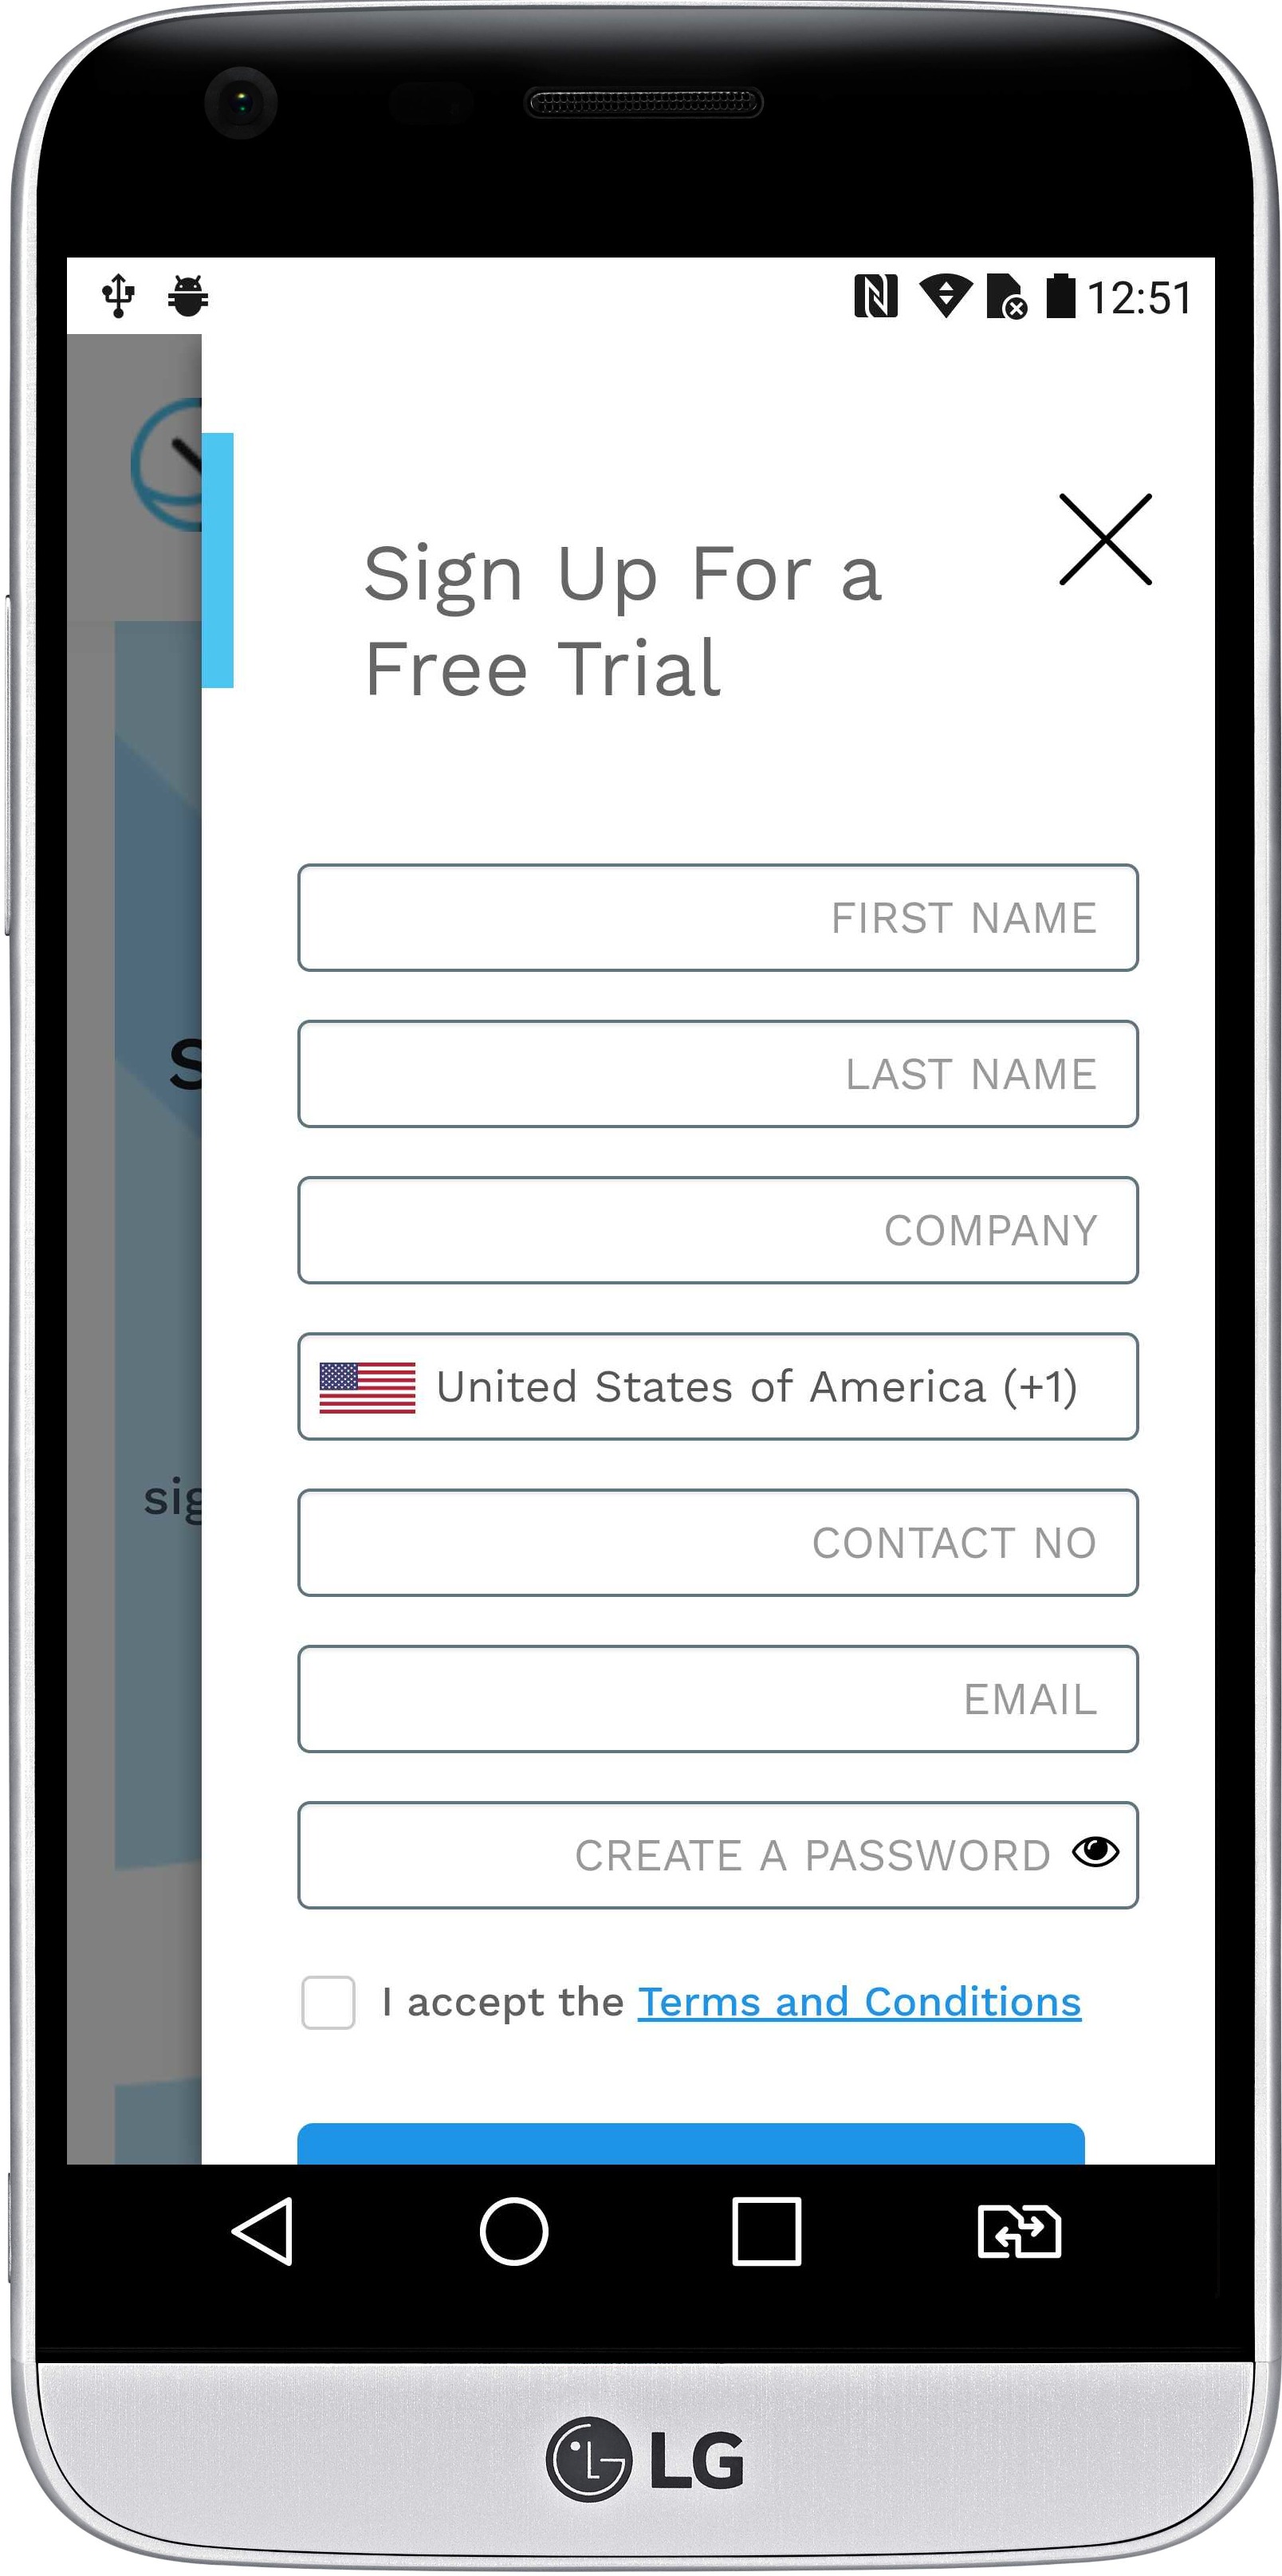 12:51
Sign Up For a
Free Trial
FIRST NAME
LAST NAME
COMPANY
United States of America (+1)
CONTACT NO
EMAIL
CREATE A PASSWORD
I accept the Terms and Conditions
LG